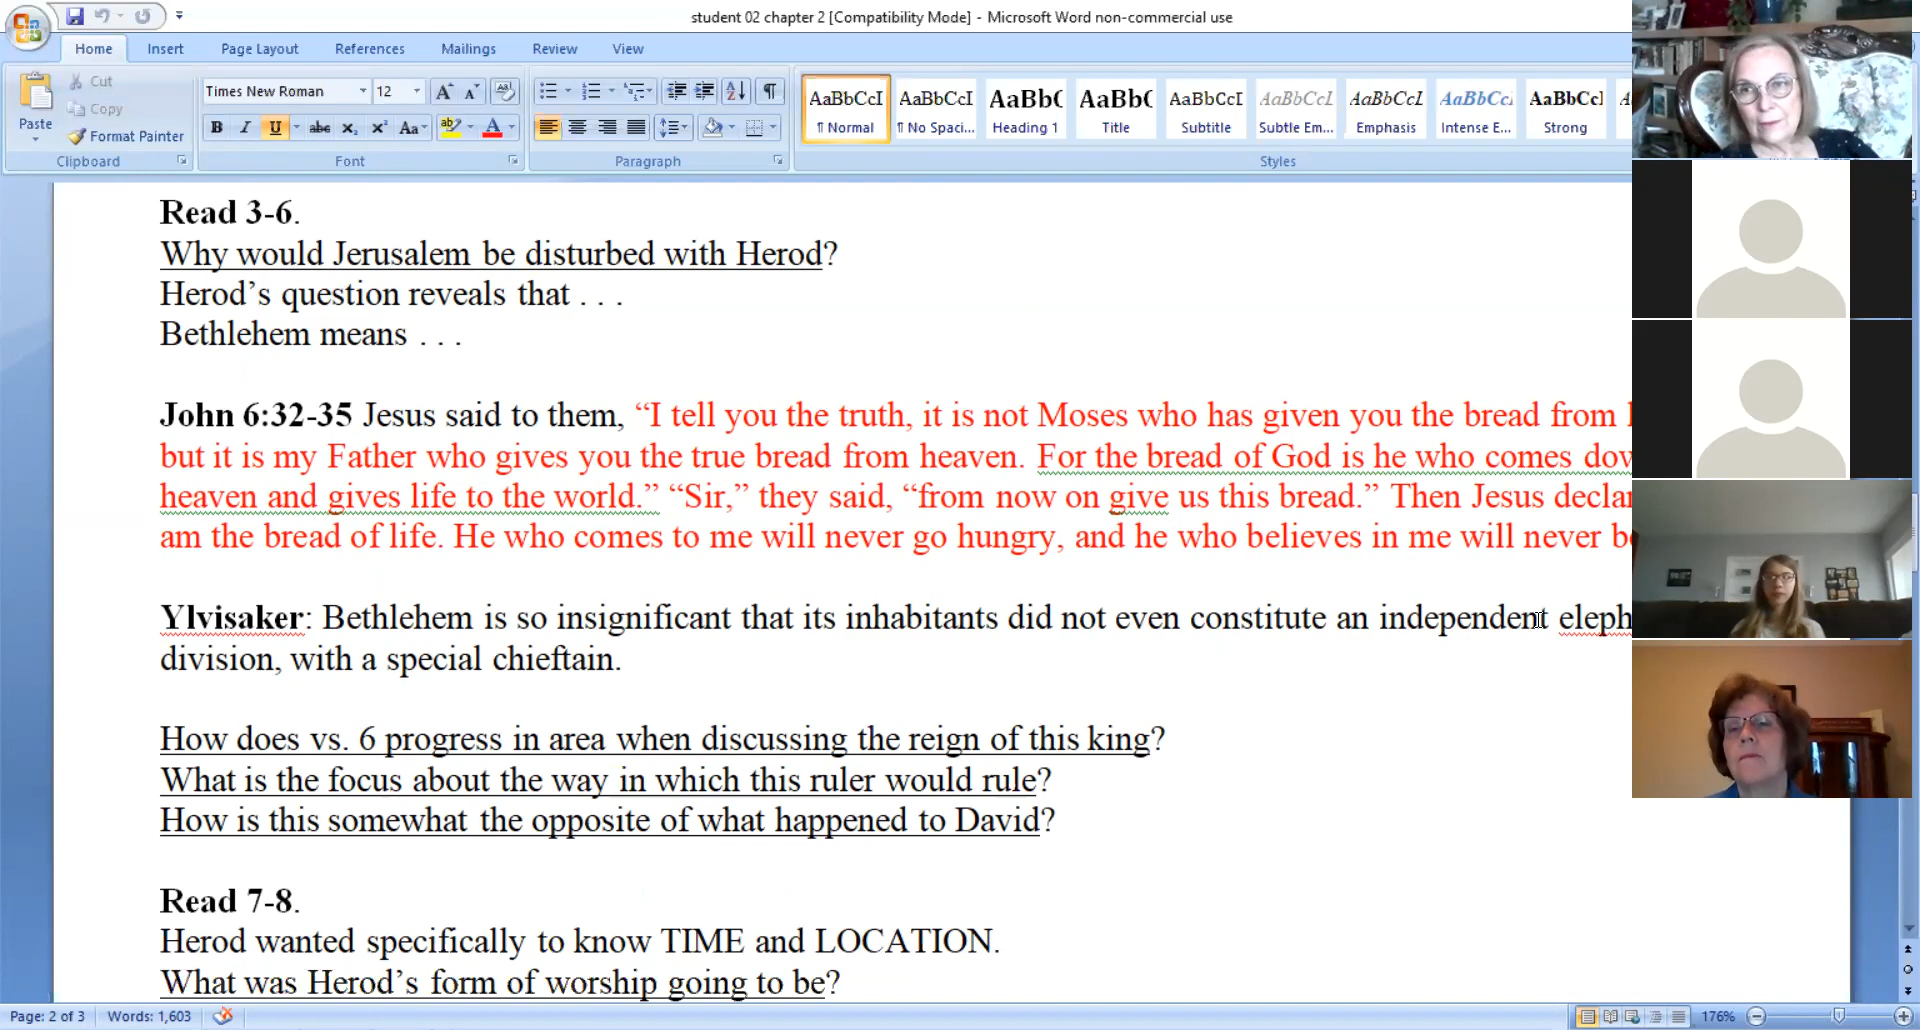 student 02 chapter 2 [Compatibility Mode] - Microsoft Word non-commercial use
Home Insert Page Layout References Mailings Review View
Cut
Copy
Paste
Format Painter
Clipboard
Times New Roman 12
Font
Paragraph
AaBbCcI AaBbCcI AaBb( AaBb( AaBbCcI AaBbCcI AaBbCcI AaBbCc. AaBbCc
¶ Normal ¶ No Spaci... Heading 1 Title Subtitle Subtle Em... Emphasis Intense E... Strong
Styles
Read 3-6.
Why would Jerusalem be disturbed with Herod?
Herod’s question reveals that . . .
Bethlehem means . . .
John 6:32-35 Jesus said to them, “I tell you the truth, it is not Moses who has given you the bread from
but it is my Father who gives you the true bread from heaven. For the bread of God is he who comes dov
heaven and gives life to the world.” “Sir,” they said, “from now on give us this bread.” Then Jesus declar
am the bread of life. He who comes to me will never go hungry, and he who believes in me will never be
Ylvisaker: Bethlehem is so insignificant that its inhabitants did not even constitute an independent eleph
division, with a special chieftain.
How does vs. 6 progress in area when discussing the reign of this king?
What is the focus about the way in which this ruler would rule?
How is this somewhat the opposite of what happened to David?
Read 7-8.
Herod wanted specifically to know TIME and LOCATION.
What was Herod’s form of worship going to be?
Page: 2 of 3 Words: 1,603 176%